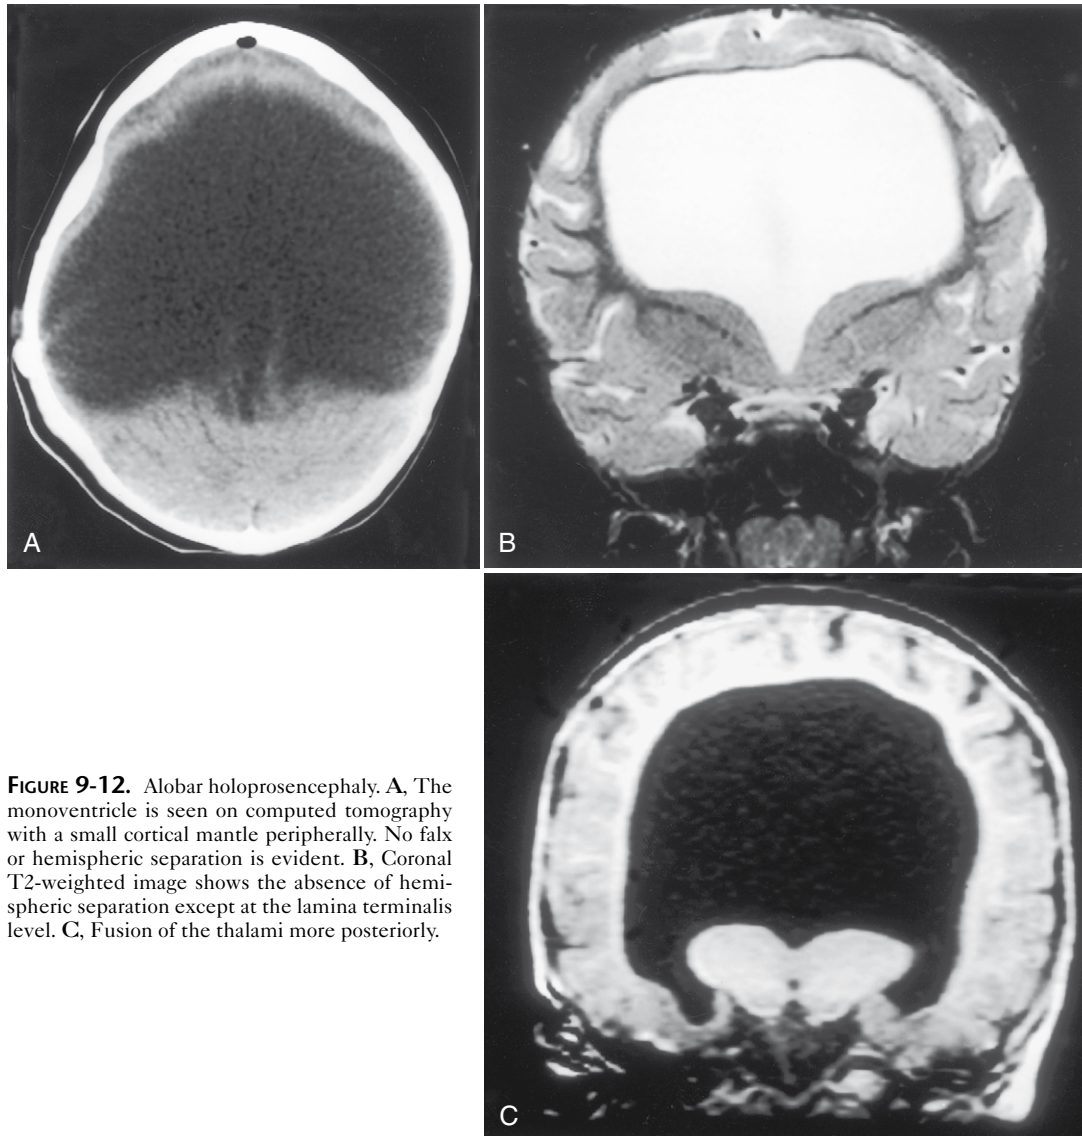 A
B
FIGURE 9-12. Alobar holoprosencephaly. A, The
monoventricle is seen on computed tomography
with a small cortical mantle peripherally. No falx
or hemispheric separation is evident. B, Coronal
T2-weighted image shows the absence of hemi-
spheric separation except at the lamina terminalis
level. C, Fusion of the thalami more posteriorly.
C